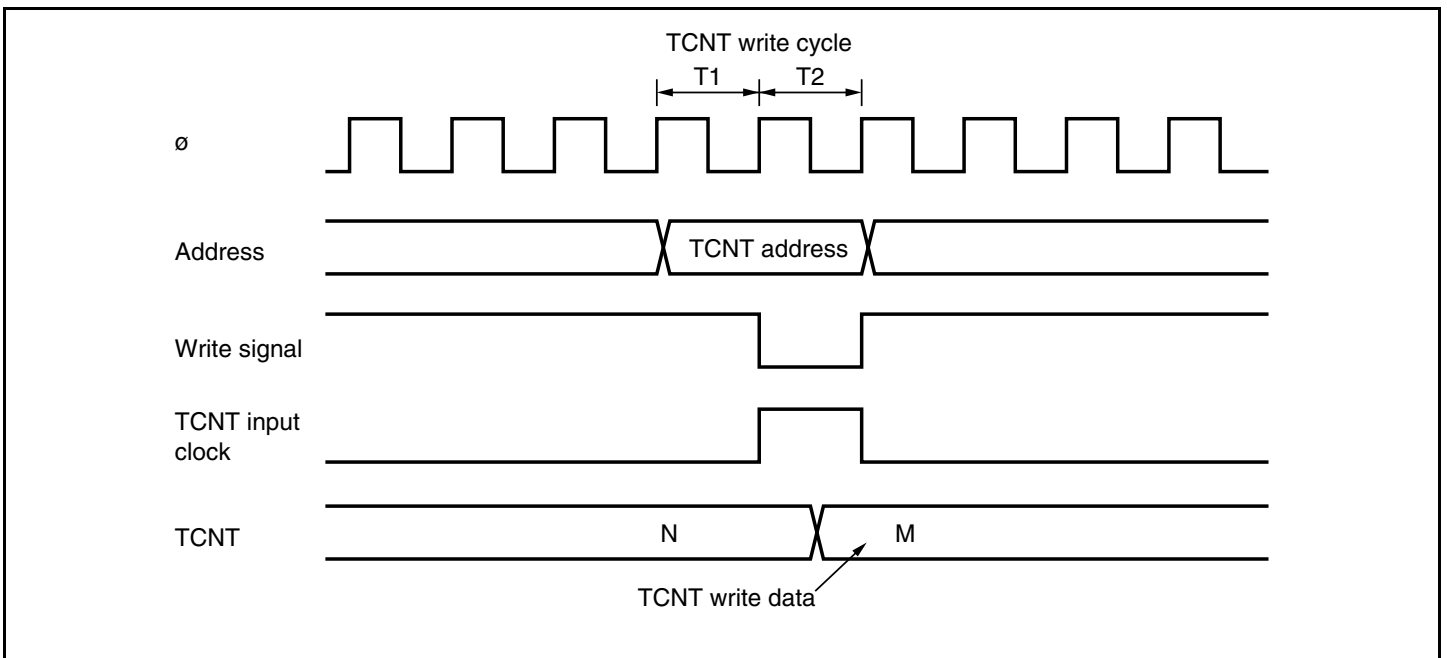 TCNT write cycle
T1 T2
ø
Address
TCNT address
Write signal
TCNT input
clock
TCNT
N
M
TCNT write data